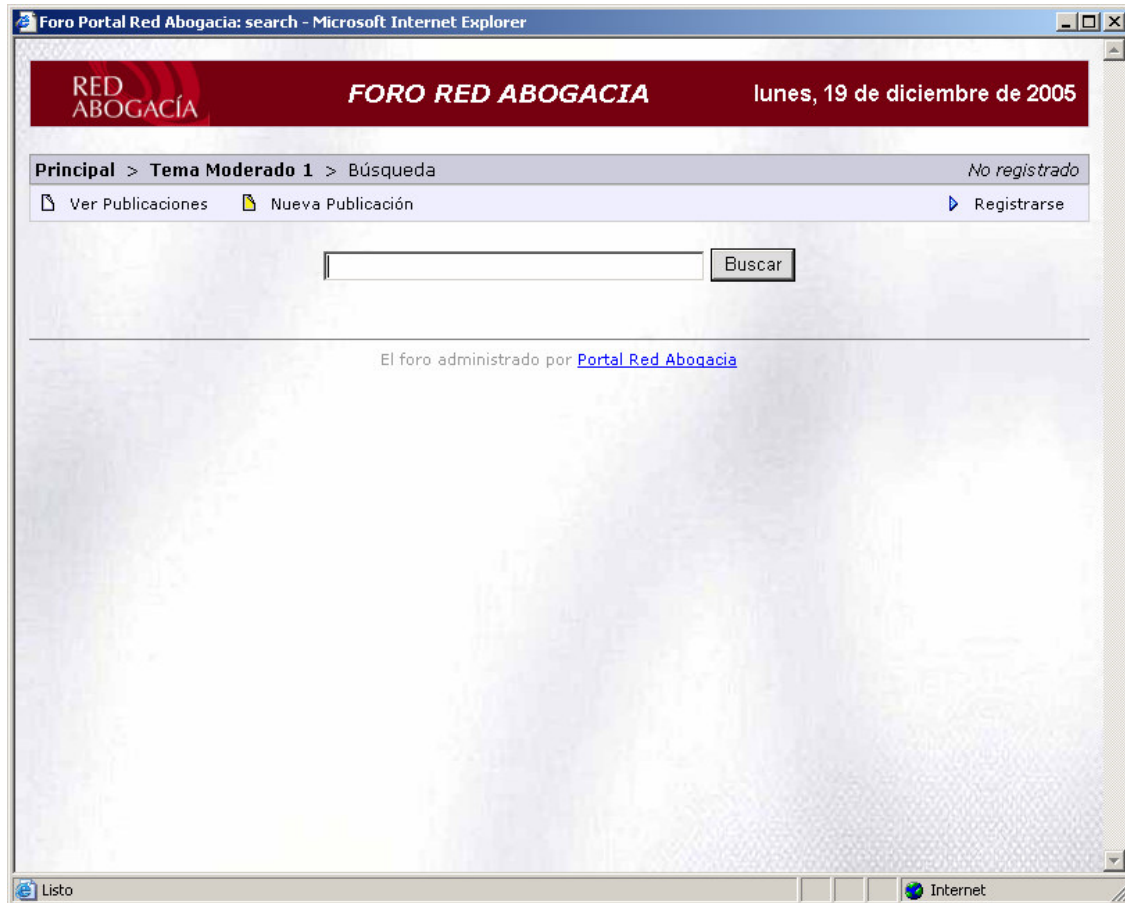 Foro Portal Red Abogacia: search - Microsoft Internet Explorer
RED
ABOGACÍA
FORO RED ABOGACIA
lunes, 19 de diciembre de 2005
Principal > Tema Moderado 1 > Búsqueda
No registrado
Ver Publicaciones
Nueva Publicación
Registrarse
Buscar
El foro administrado por Portal Red Abogacia
Listo
Internet